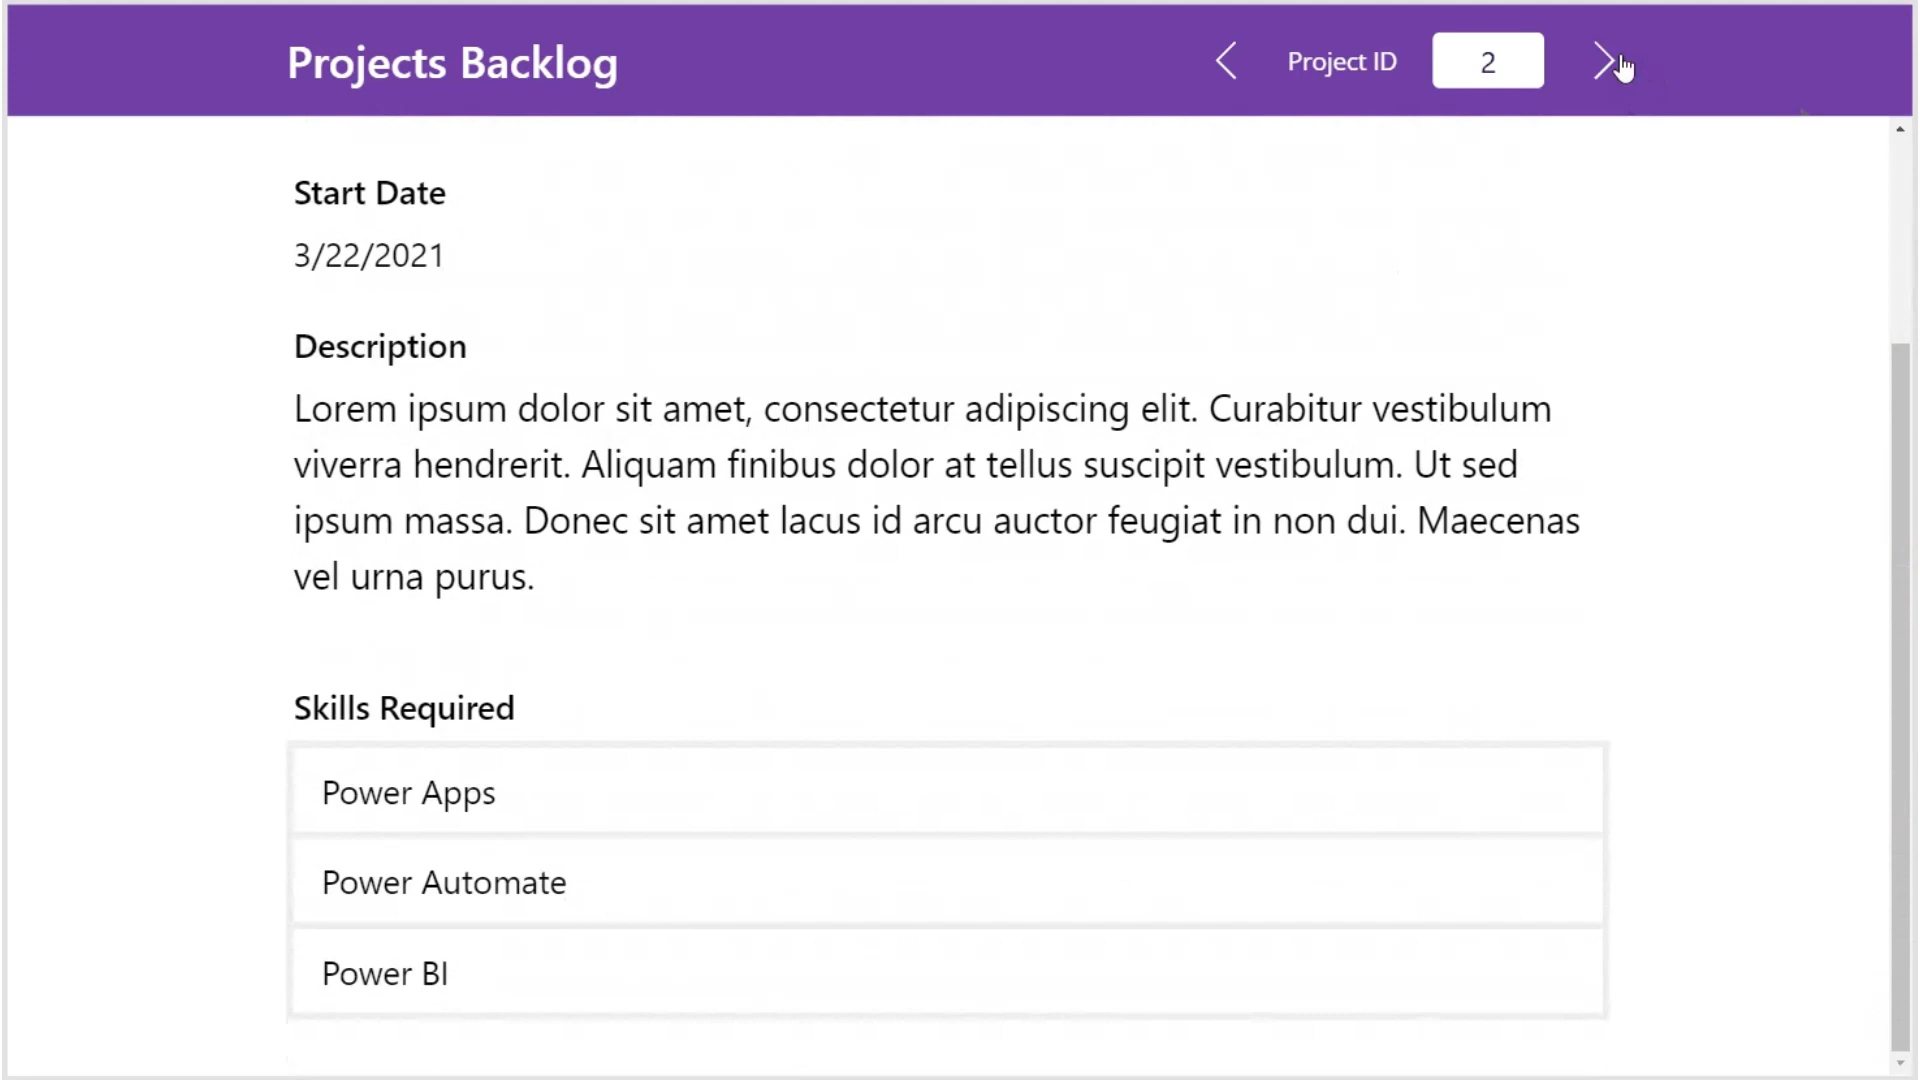 Projects Backlog
Project ID
2
Start Date
3/22/2021
Description
Lorem ipsum dolor sit amet, consectetur adipiscing elit. Curabitur vestibulum
viverra hendrerit. Aliquam finibus dolor at tellus suscipit vestibulum. Ut sed
ipsum massa. Donec sit amet lacus id arcu auctor feugiat in non dui. Maecenas
vel urna purus.
Skills Required
Power Apps
Power Automate
Power BI